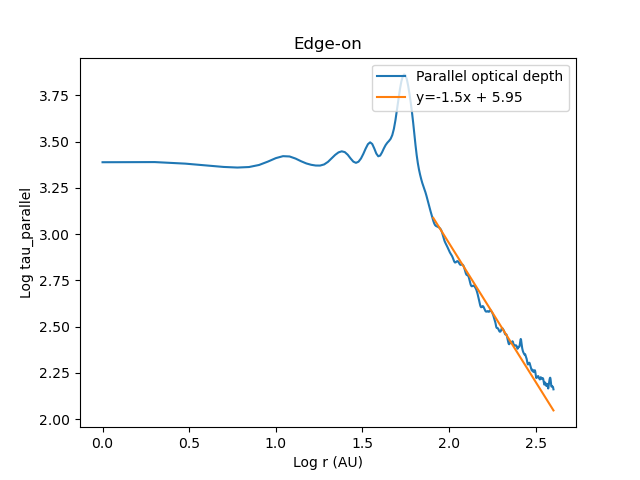 Edge-on
Parallel optical depth
y=-1.5x + 5.95
3.75
3.50
3.25
3.00
2.75
2.50
2.25
2.00
Log tau_parallel
0.0 0.5 1.0 1.5 2.0 2.5
Log r (AU)